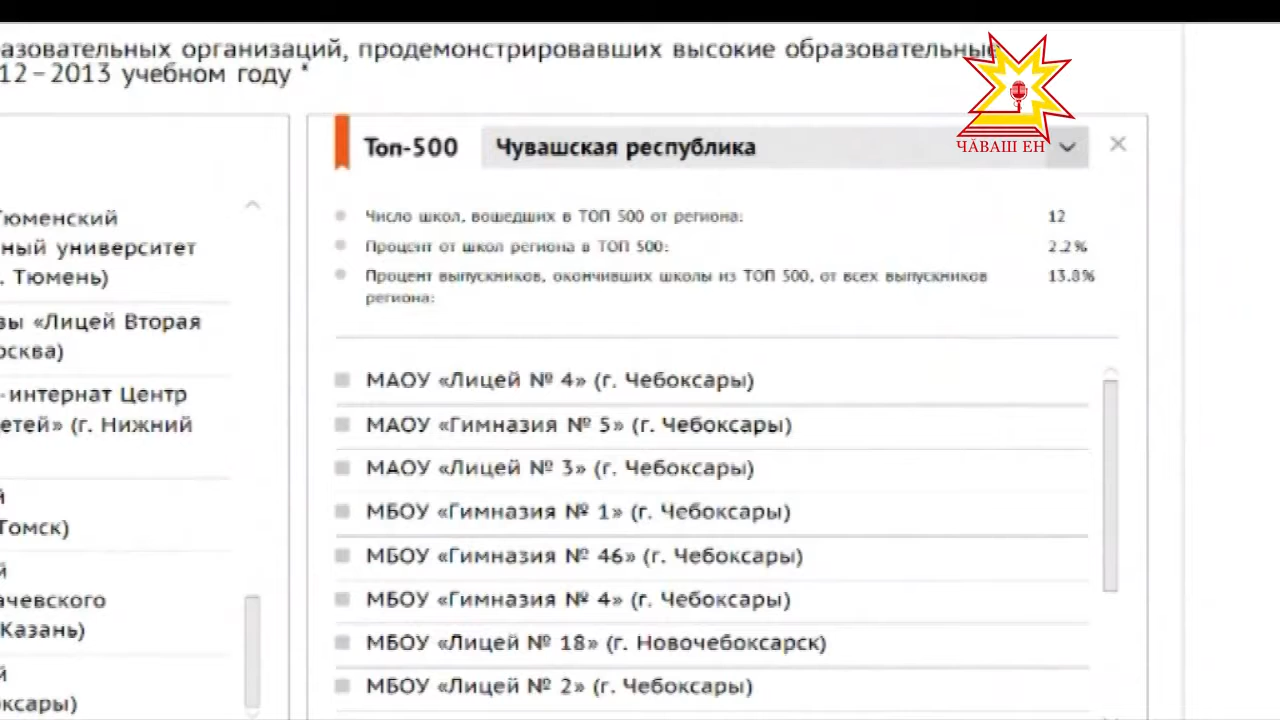 азовательных организаций, продемонстрировавших высокие образовательные
12–2013 учебном году *
ЧӐВАШ ЕН
Топ-500 Чувашская республика
Число школ, вошедших в ТОП 500 от региона: 12
Процент от школ региона в ТОП 500: 2.2%
Процент выпускников, окончивших школы из ТОП 500, от всех выпускников 13.8%
региона:
МАОУ «Лицей № 4» (г. Чебоксары)
МАОУ «Гимназия № 5» (г. Чебоксары)
МАОУ «Лицей № 3» (г. Чебоксары)
МБОУ «Гимназия № 1» (г. Чебоксары)
МБОУ «Гимназия № 46» (г. Чебоксары)
МБОУ «Гимназия № 4» (г. Чебоксары)
МБОУ «Лицей № 18» (г. Новочебоксарск)
МБОУ «Лицей № 2» (г. Чебоксары)
Тюменский
ный университет
. Тюмень)
вы «Лицей Вторая
осква)
-интернат Центр
етей» (г. Нижний
й
Томск)
й
ачевского
Казань)
й
ксары)